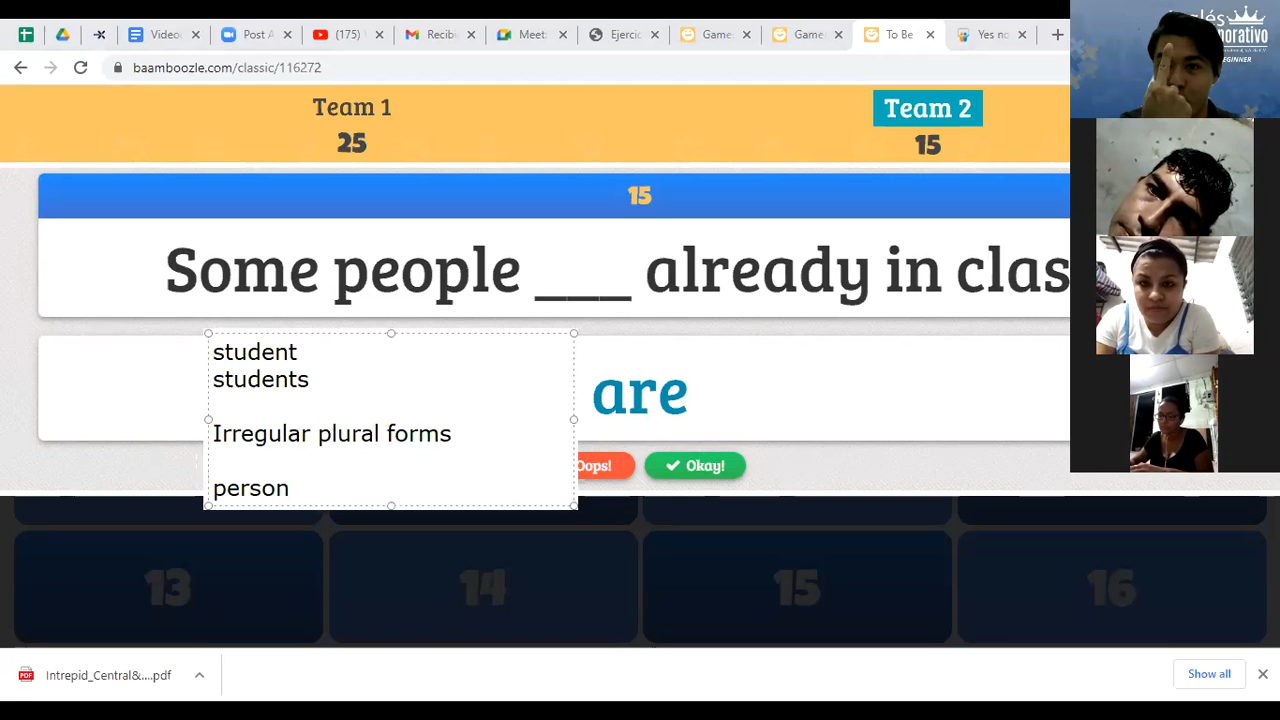 Video
Post A
(175)
Recib
Meet
Ejercic
Game
Game
To Be
Yes no
baamboozle.com/classic/116272
Team 1
25
Team 2
15
15
Some people ___ already in clas
are
student
students
Irregular plural forms
person
Oops!
Okay!
13
14
15
16
Intrepid_Central&....pdf
Show all
BEGINNER